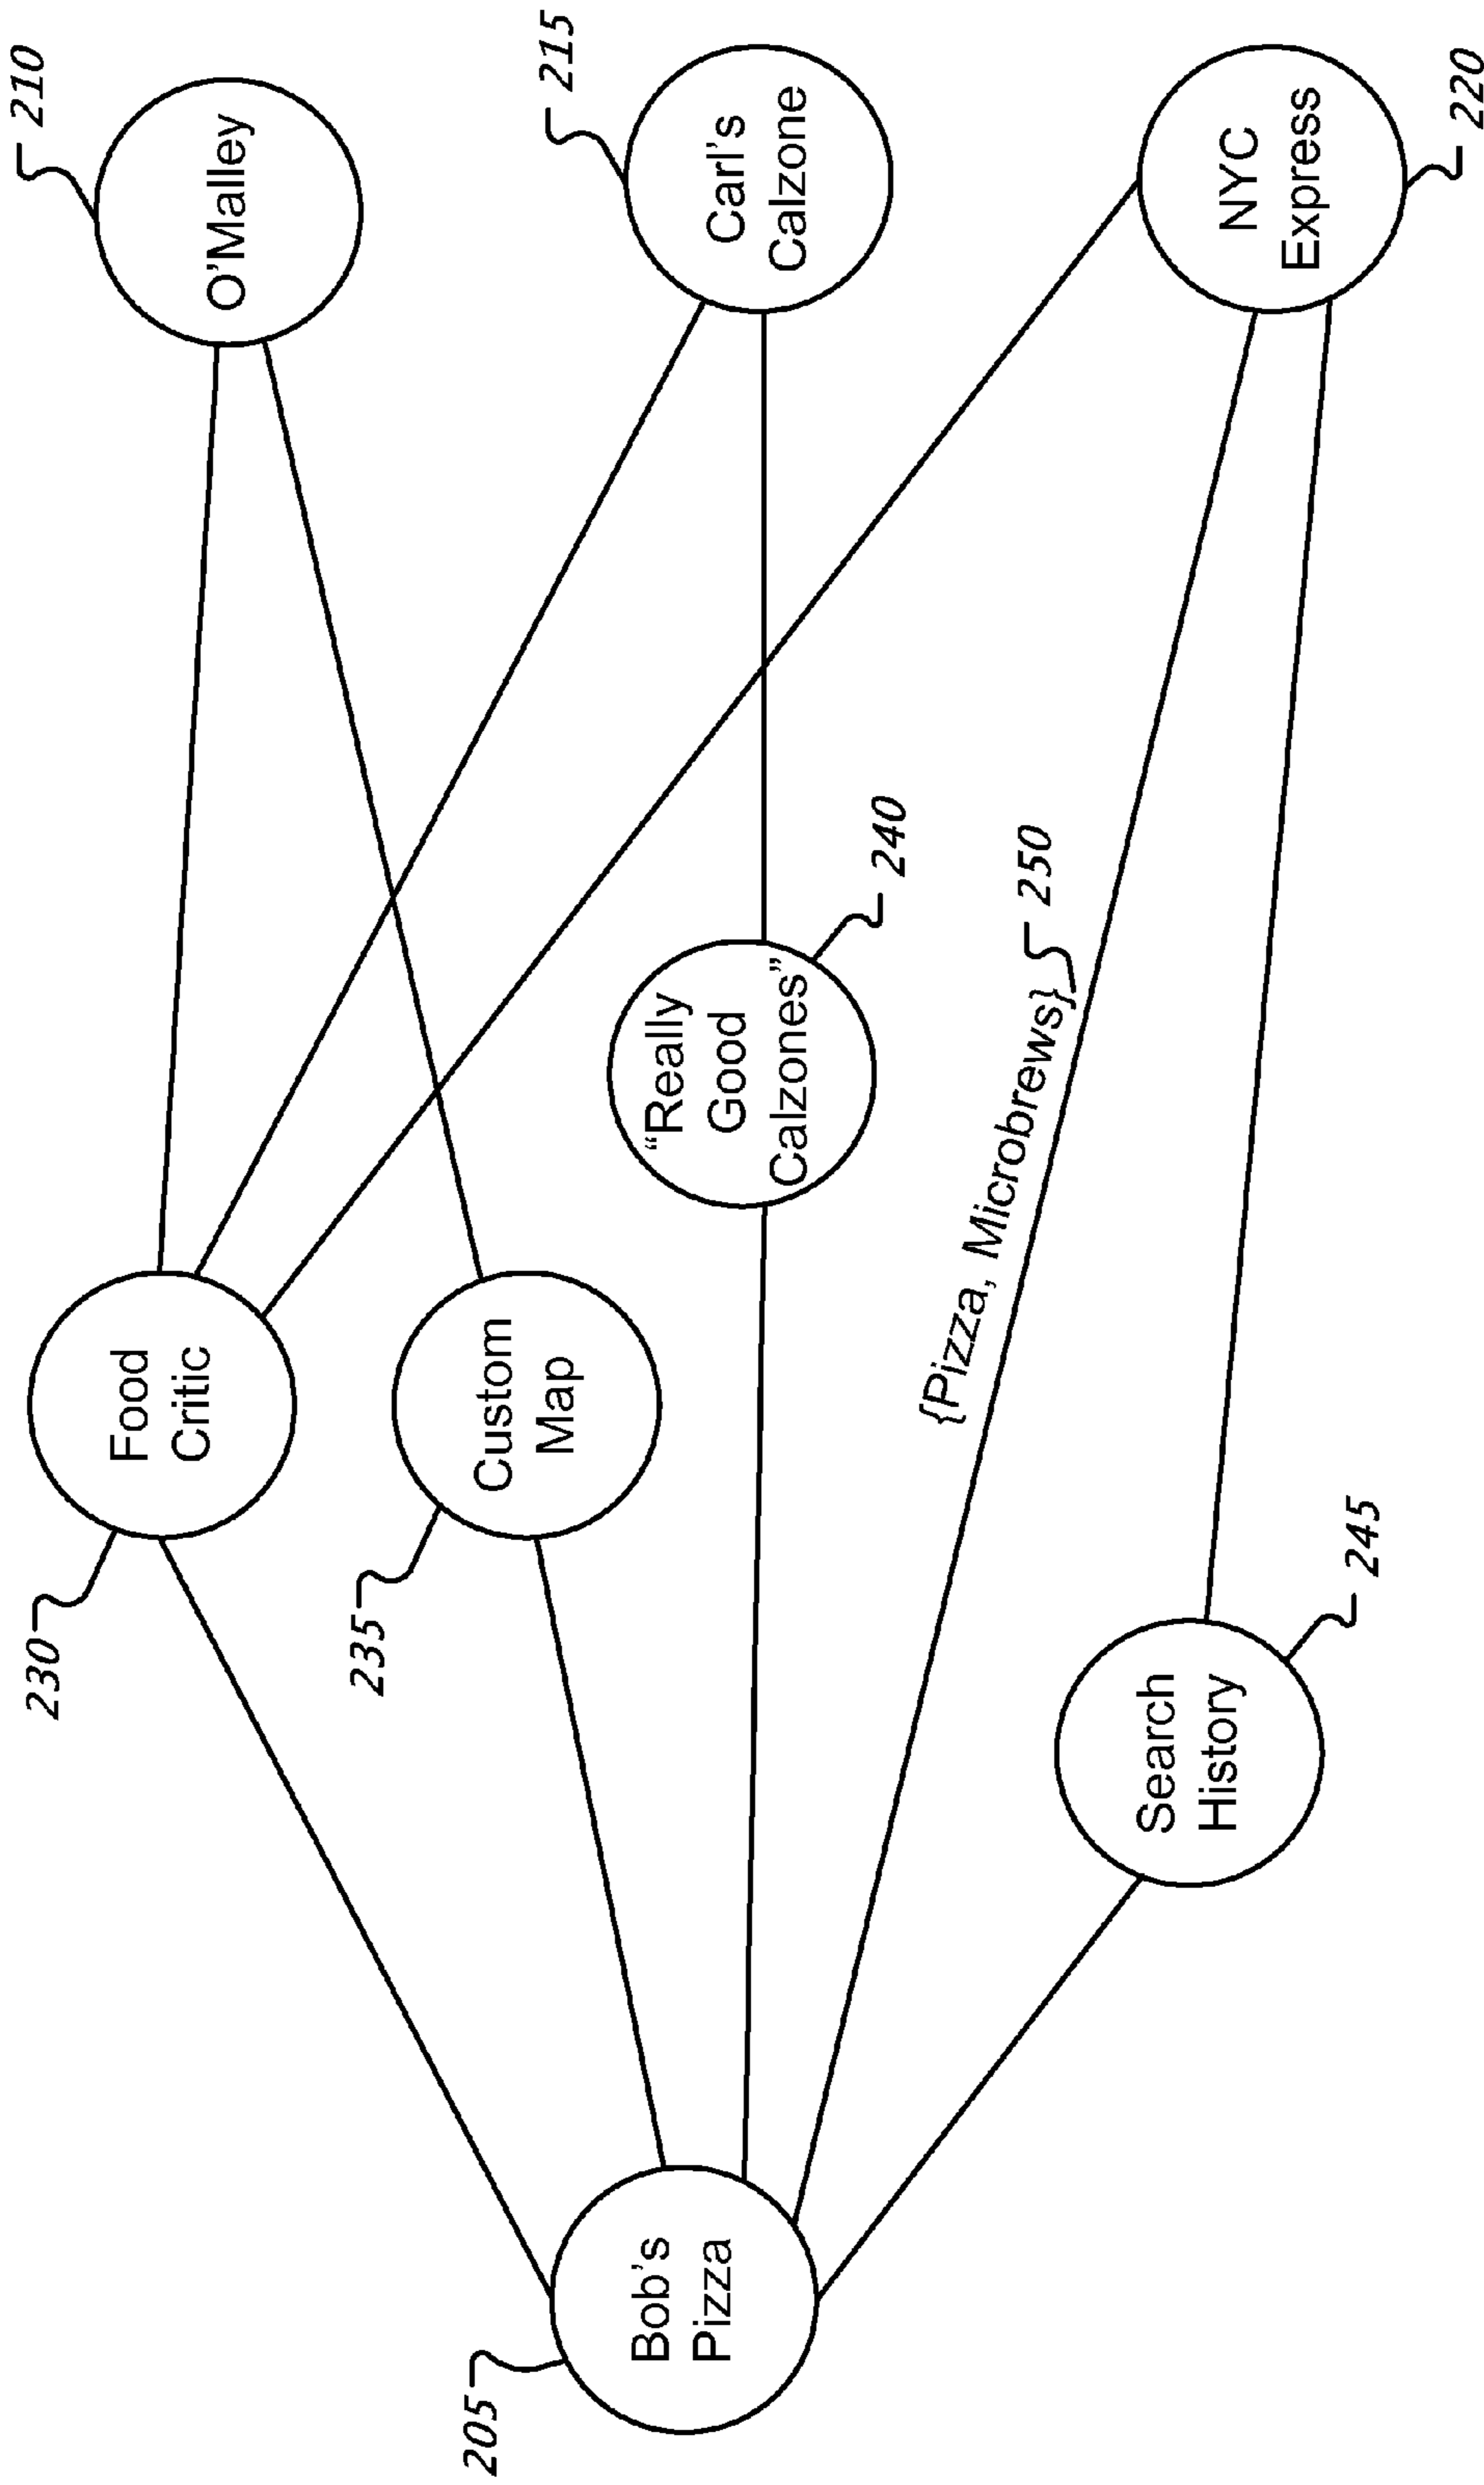 230
Food
Critic
210
O'Malley
235
Custom
Map
205
Bob's
Pizza
"Really
Good
Calzones"
240
215
Carl's
Calzone
{Pizza, Microbrews}
250
Search
History
245
NYC
Express
220